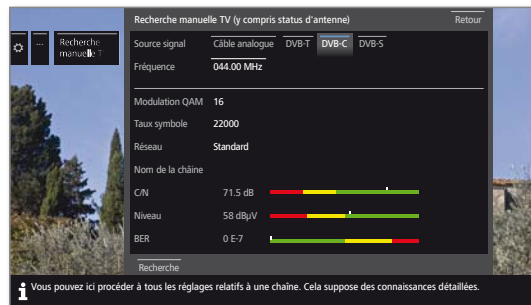 Recherche manuelle TV (y compris status d'antenne) Retour
... Recherche
manuelle T
Source signal Câble analogue DVB-T DVB-C DVB-S
Fréquence 044.00 MHz
Modulation QAM 16
Taux symbole 22000
Réseau Standard
Nom de la chaîne
C/N 71.5 dB
Niveau 58 dBµV
BER 0 E-7
Recherche
i Vous pouvez ici procéder à tous les réglages relatifs à une chaîne. Cela suppose des connaissances détaillées.